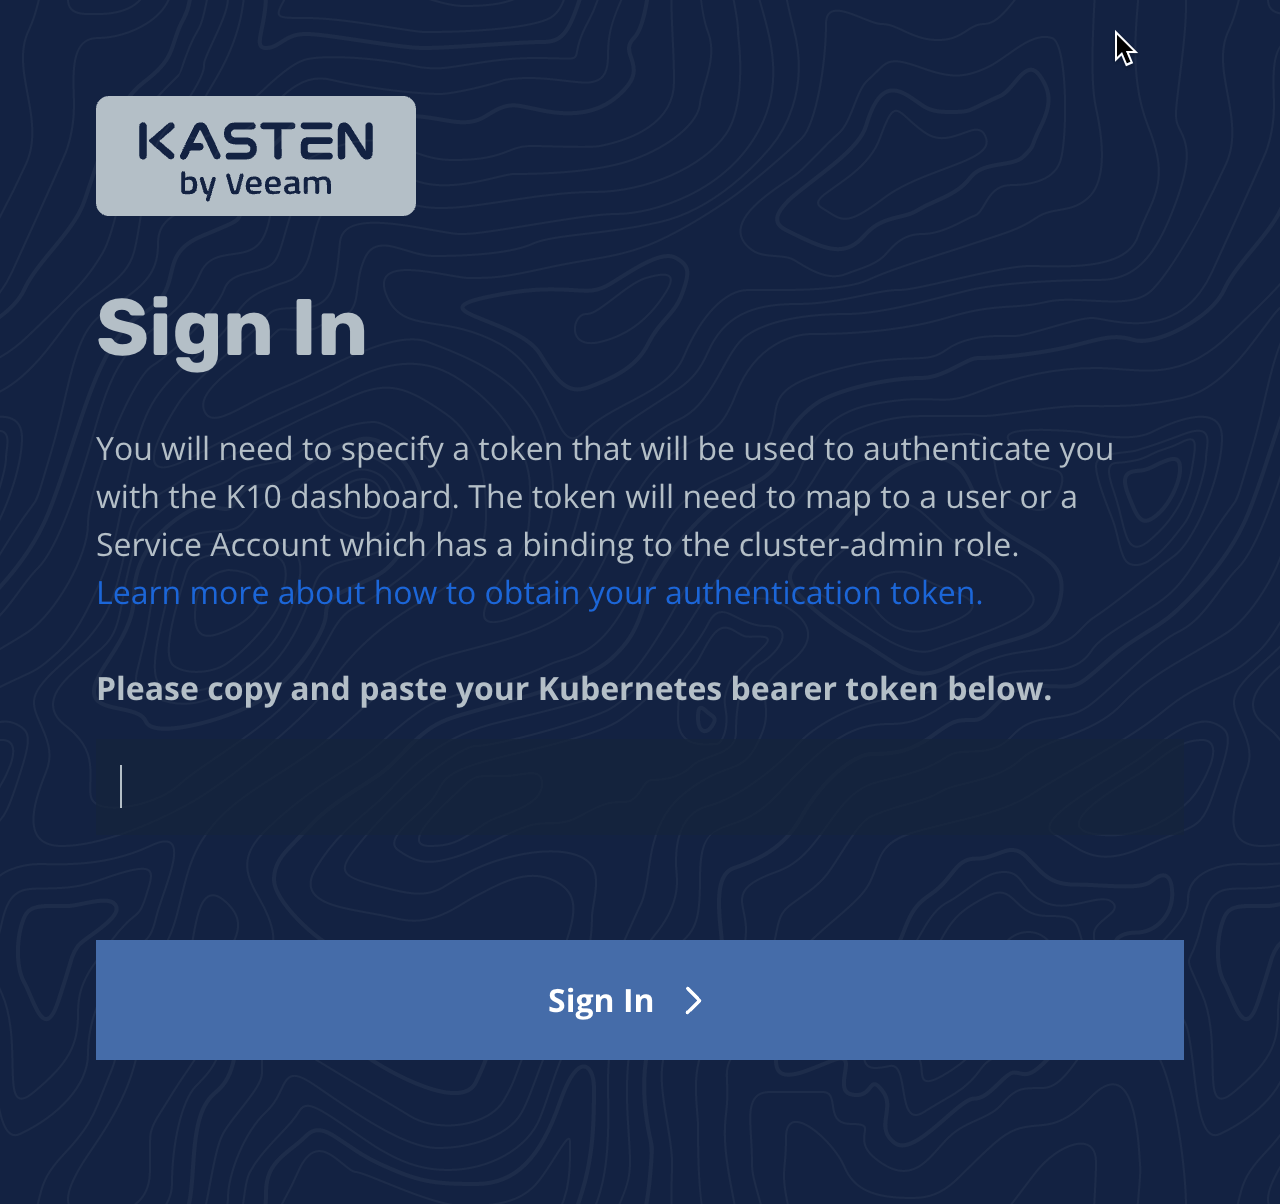 KASTEN
by Veeam
Sign In
You will need to specify a token that will be used to authenticate you
with the K10 dashboard. The token will need to map to a user or a
Service Account which has a binding to the cluster-admin role.
Learn more about how to obtain your authentication token.
Please copy and paste your Kubernetes bearer token below.
Sign In